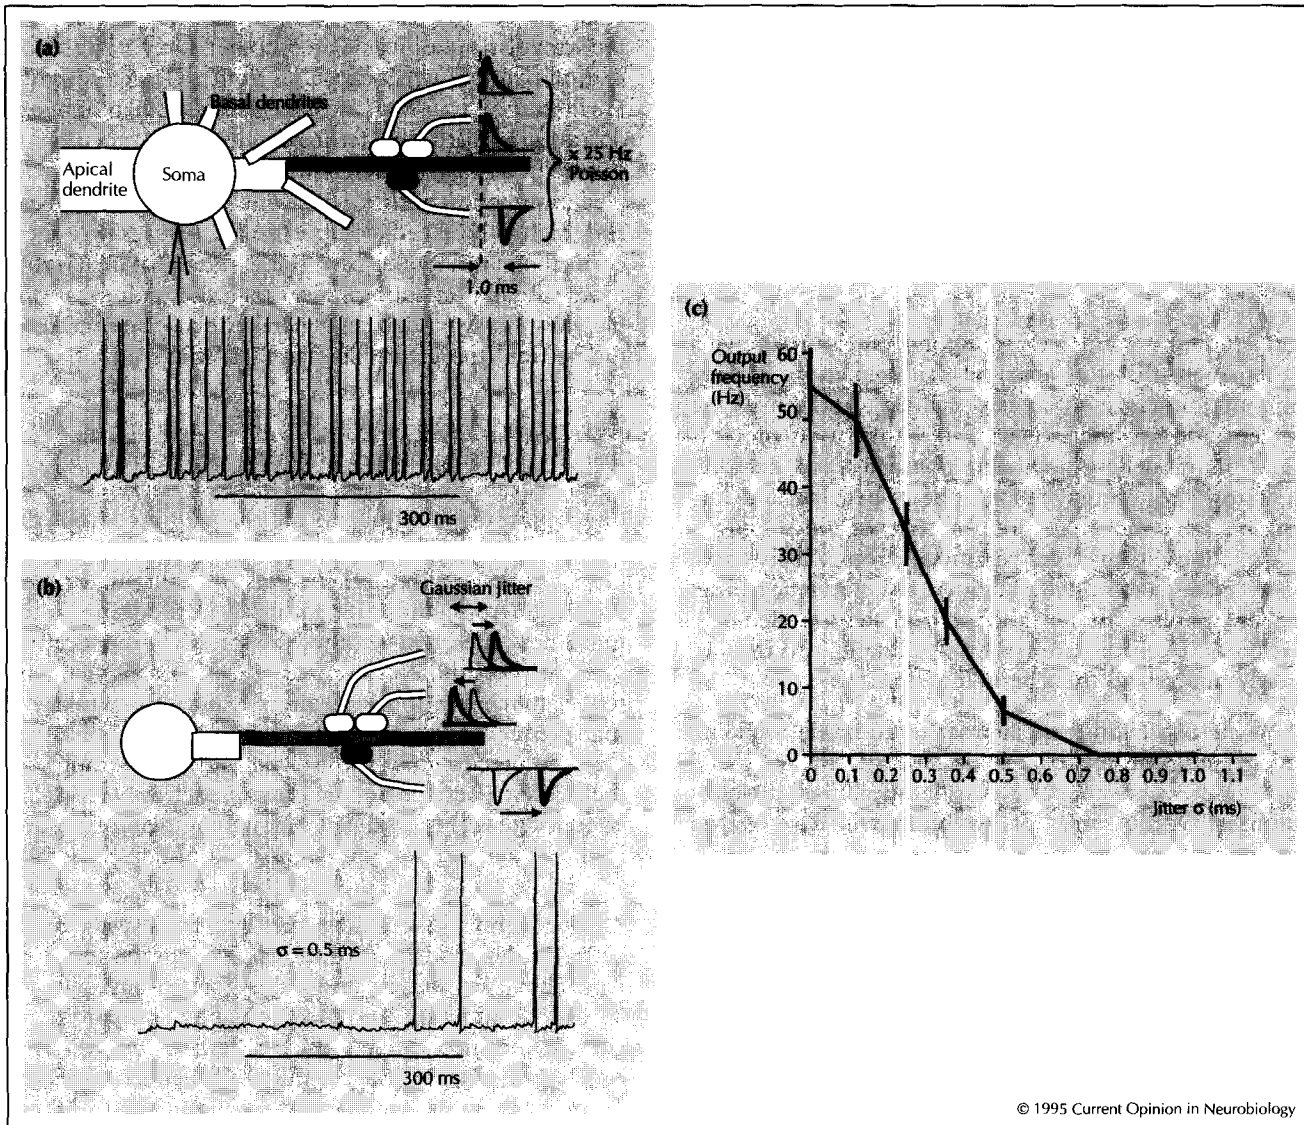 (a)
Basal dendrites
Apical
dendrite
Soma
x 25 Hz
Poisson
1.0 ms
300 ms
(b)
Gaussian jitter
σ = 0.5 ms
300 ms
(c)
Output
frequency
(Hz)
60
50
40
30
20
10
0
0 0.1 0.2 0.3 0.4 0.5 0.6 0.7 0.8 0.9 1.0 1.1
Jitter σ (ms)
© 1995 Current Opinion in Neurobiology